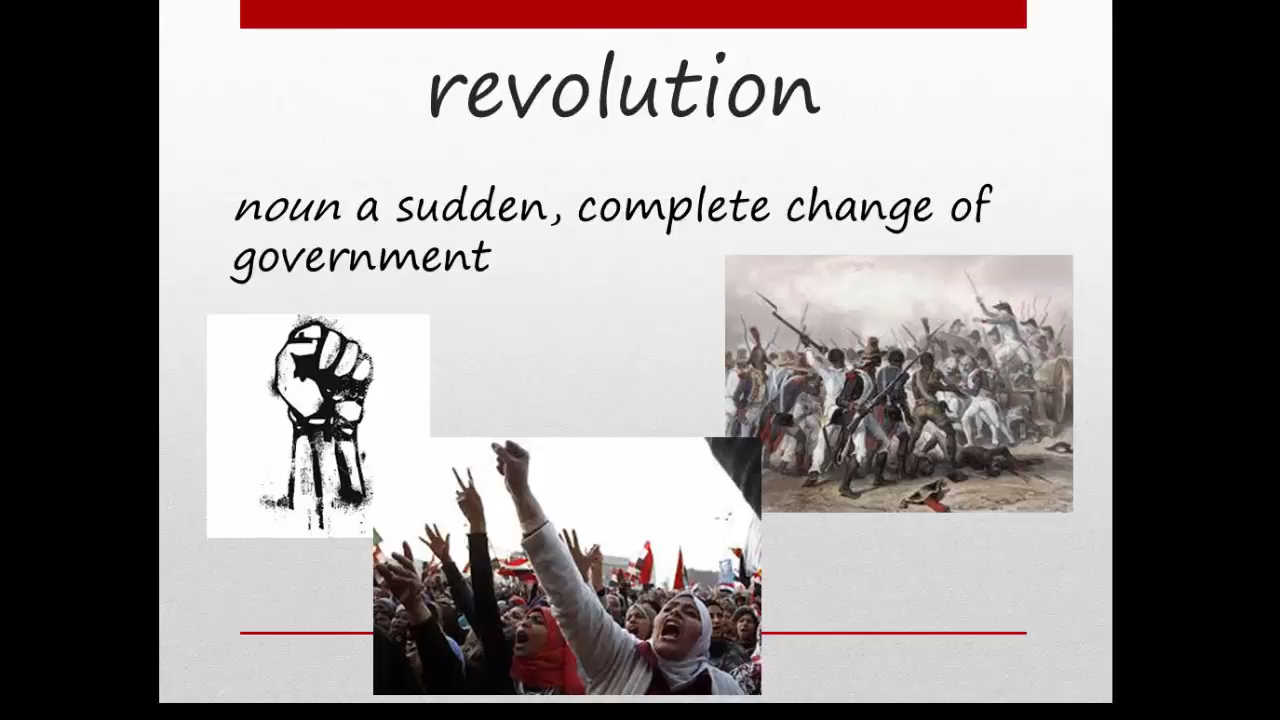 revolution
noun a sudden, complete change of
government